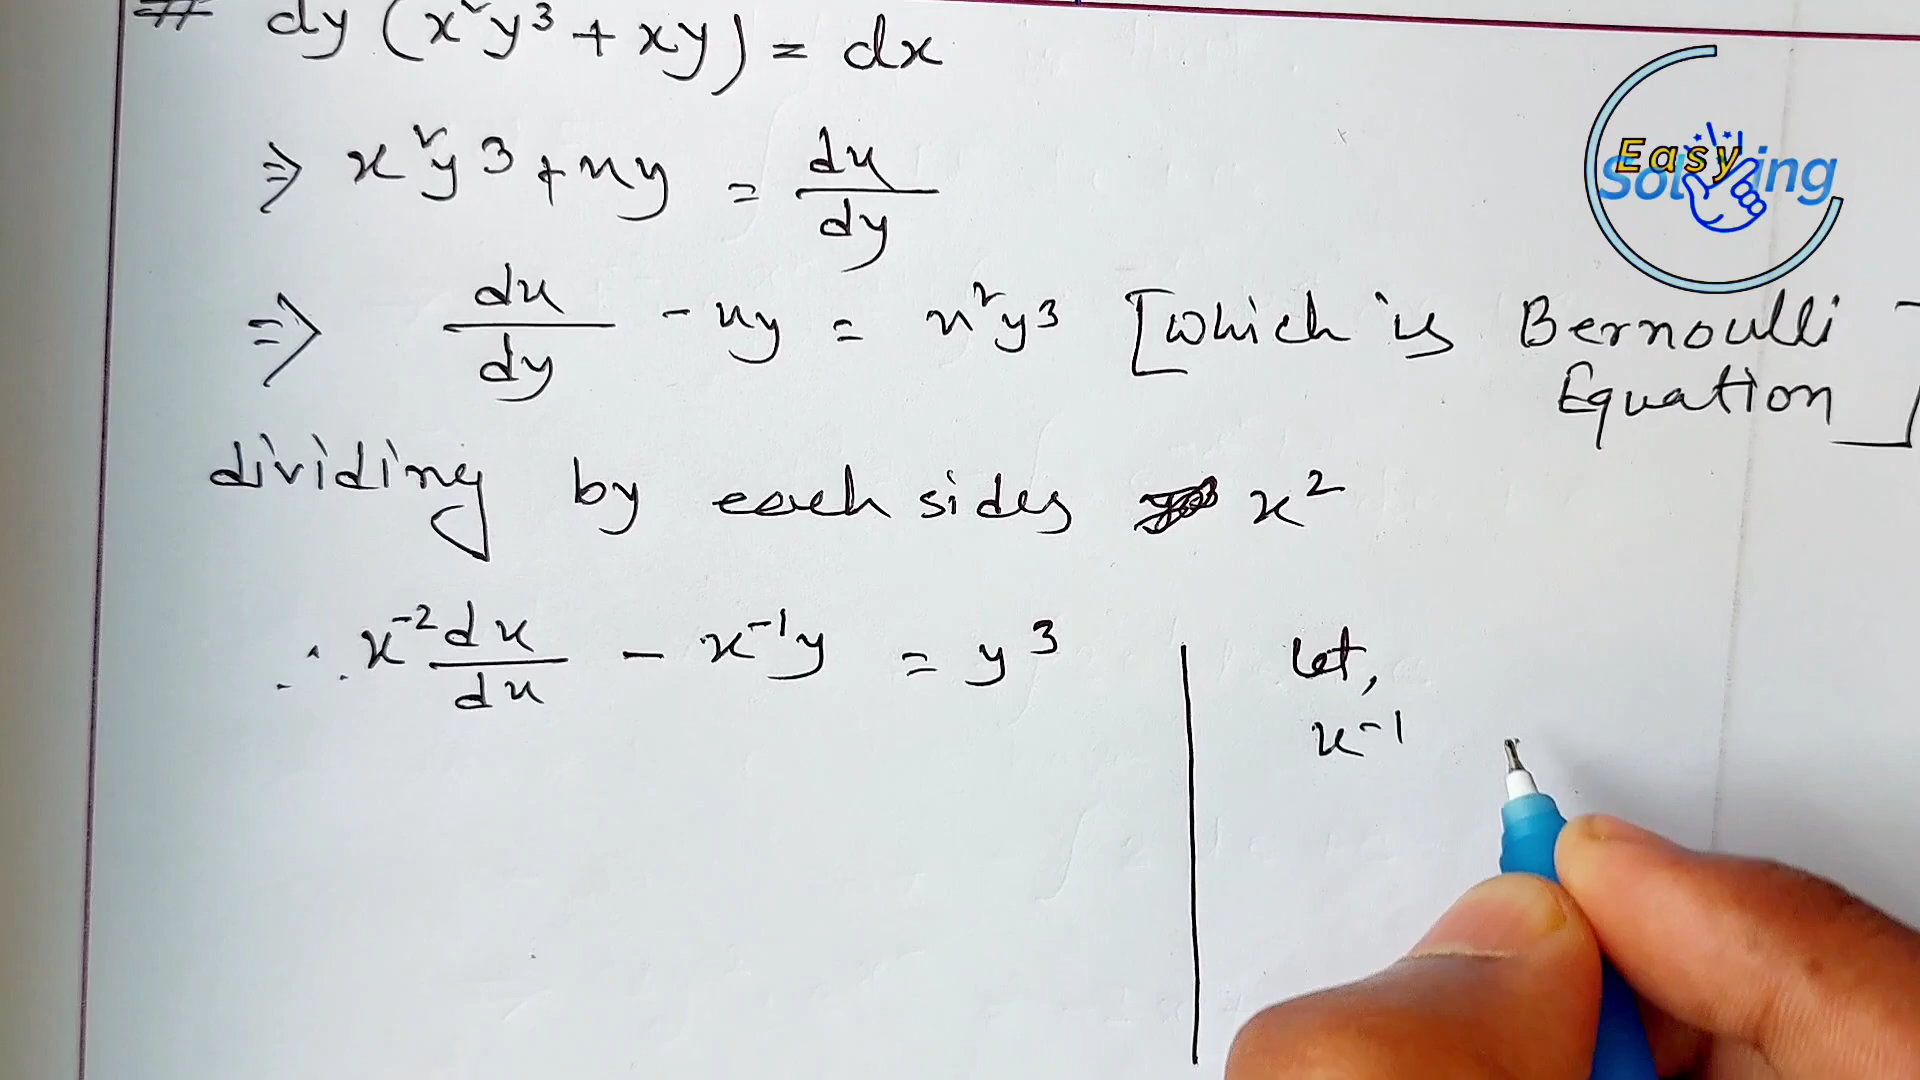 # dy (x²y³ + xy) = dx
Easy
Solving
⇒ x²y³ + xy = dx/dy
⇒ dx/dy - xy = x²y³ [which is Bernoulli
Equation]
dividing by each sides x²
∴ x⁻² dx/dx - x⁻¹y = y³
Let,
x⁻¹